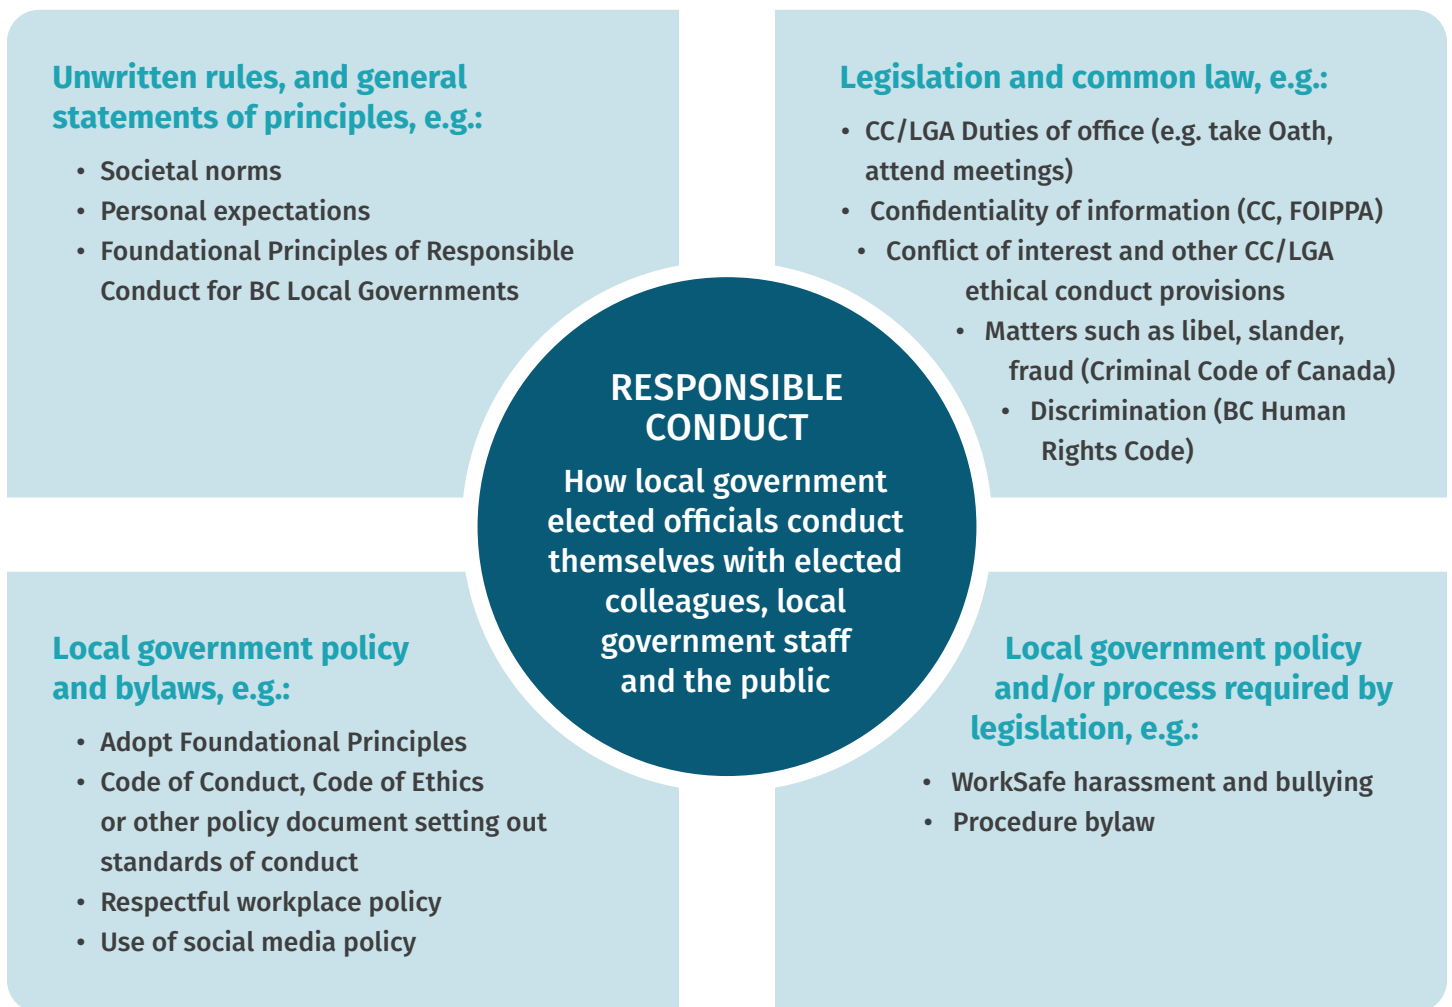 Unwritten rules, and general
statements of principles, e.g.:
• Societal norms
• Personal expectations
• Foundational Principles of Responsible
Conduct for BC Local Governments
Legislation and common law, e.g.:
• CC/LGA Duties of office (e.g. take Oath,
attend meetings)
• Confidentiality of information (CC, FOIPPA)
• Conflict of interest and other CC/LGA
ethical conduct provisions
• Matters such as libel, slander,
fraud (Criminal Code of Canada)
• Discrimination (BC Human
Rights Code)
RESPONSIBLE
CONDUCT
How local government
elected officials conduct
themselves with elected
colleagues, local
government staff
and the public
Local government policy
and bylaws, e.g.:
• Adopt Foundational Principles
• Code of Conduct, Code of Ethics
or other policy document setting out
standards of conduct
• Respectful workplace policy
• Use of social media policy
Local government policy
and/or process required by
legislation, e.g.:
• WorkSafe harassment and bullying
• Procedure bylaw